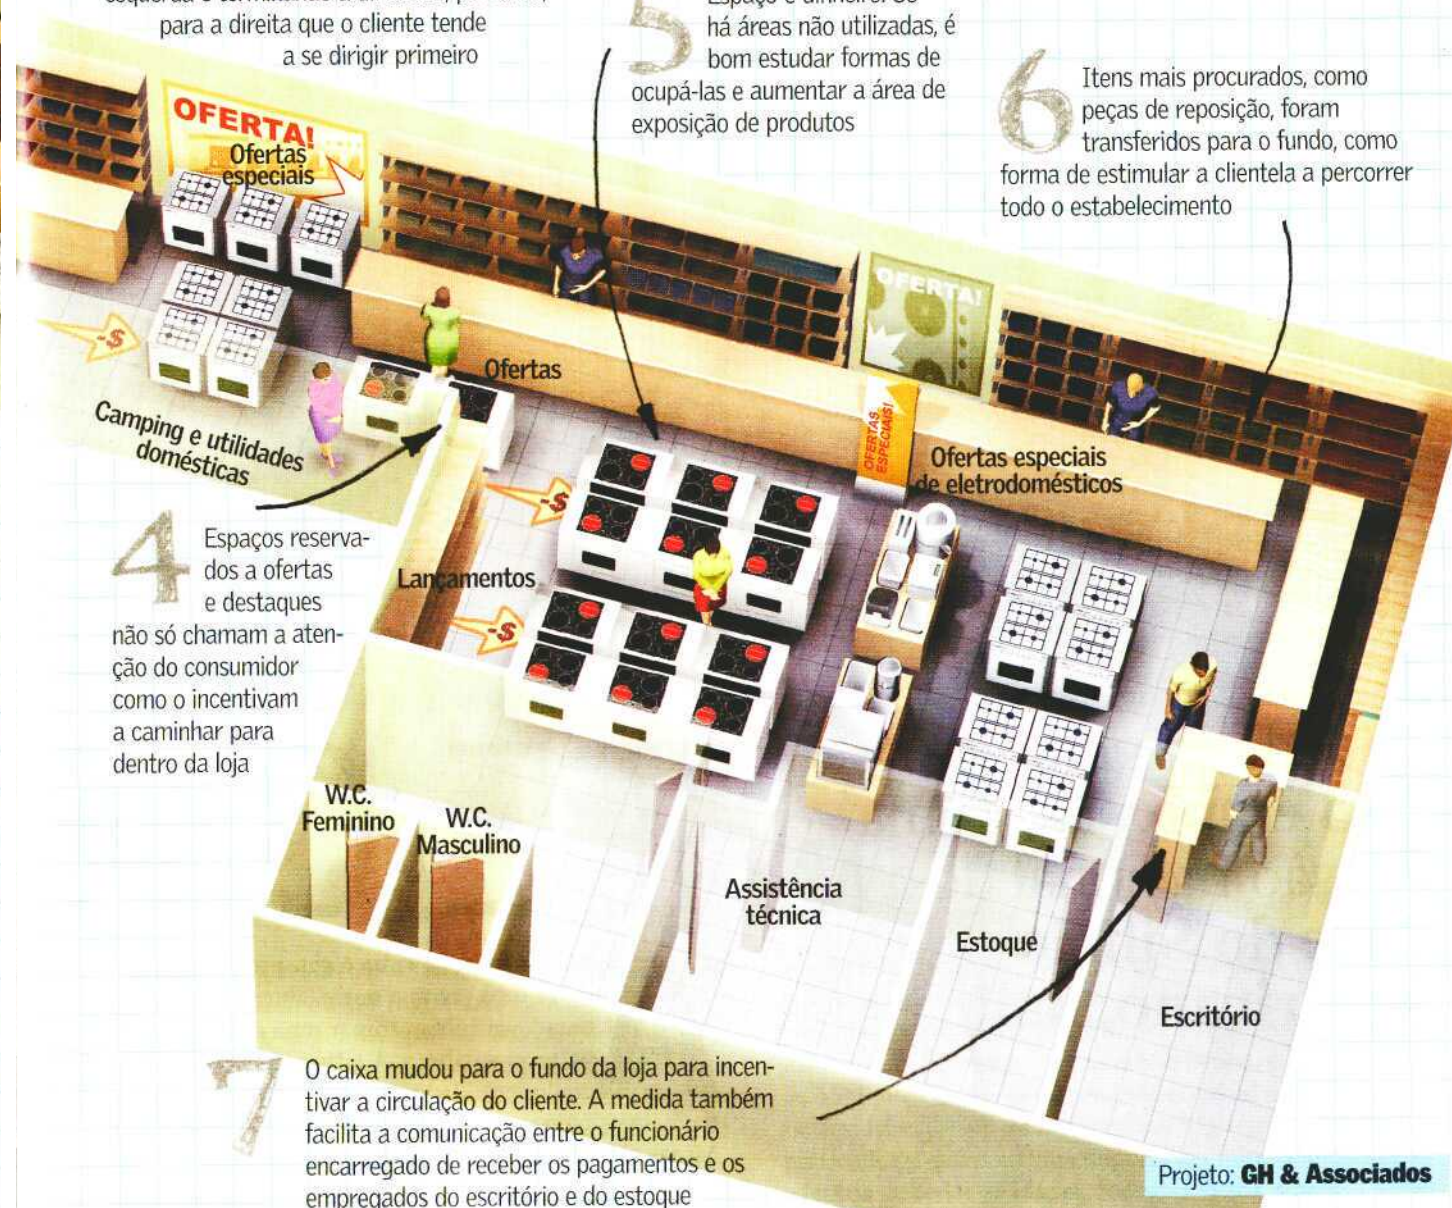 para a direita que o cliente tende
a se dirigir primeiro
5
há áreas não utilizadas, é
bom estudar formas de
ocupá-las e aumentar a área de
exposição de produtos
6
Itens mais procurados, como
peças de reposição, foram
transferidos para o fundo, como
forma de estimular a clientela a percorrer
todo o estabelecimento
OFERTA!
Ofertas
especiais
OFERTA!
-$
Ofertas
Camping e utilidades
domésticas
OFERTAS
ESPECIAIS!
Ofertas especiais
de eletrodomésticos
-$
4
Espaços reserva-
dos a ofertas
e destaques
não só chamam a aten-
ção do consumidor
como o incentivam
a caminhar para
dentro da loja
Lançamentos
-$
W.C.
Feminino
W.C.
Masculino
Assistência
técnica
Estoque
Escritório
7
O caixa mudou para o fundo da loja para incen-
tivar a circulação do cliente. A medida também
facilita a comunicação entre o funcionário
encarregado de receber os pagamentos e os
empregados do escritório e do estoque
Projeto: GH & Associados